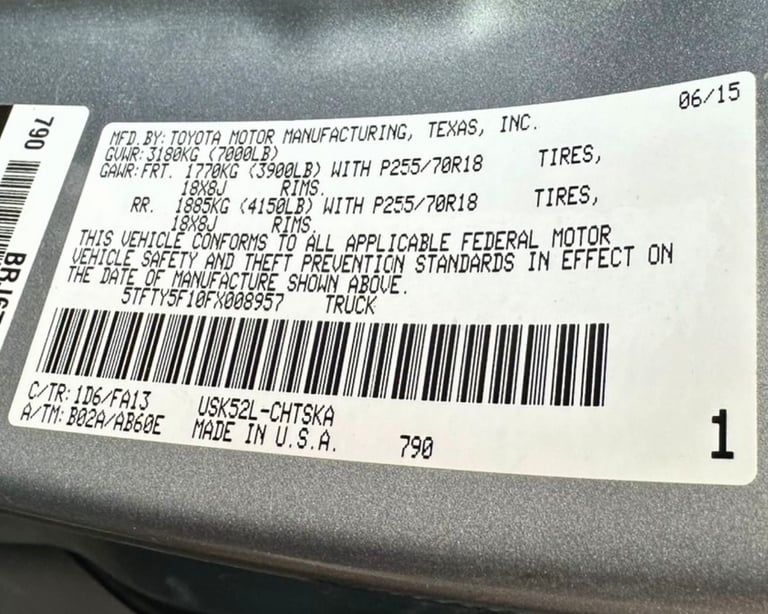 06/15
MFD.BY: TOYOTA MOTOR MANUFACTURING, TEXAS, INC.
GVWR: 3180KG (7000LB)
GAWR: FRT. 1770KG (3900LB) WITH P255/70R18 TIRES,
18X8J RIMS.
RR. 1885KG (4150LB) WITH P255/70R18 TIRES,
18X8J RIMS.
THIS VEHICLE CONFORMS TO ALL APPLICABLE FEDERAL MOTOR
VEHICLE SAFETY AND THEFT PREVENTION STANDARDS IN EFFECT ON
THE DATE OF MANUFACTURE SHOWN ABOVE.
5TFTY5F10FX008957 TRUCK
C/TR: 1D6/FA13 USK52L-CHTSKA
A/TM: B02A/AB60E MADE IN U.S.A. 790
1
790